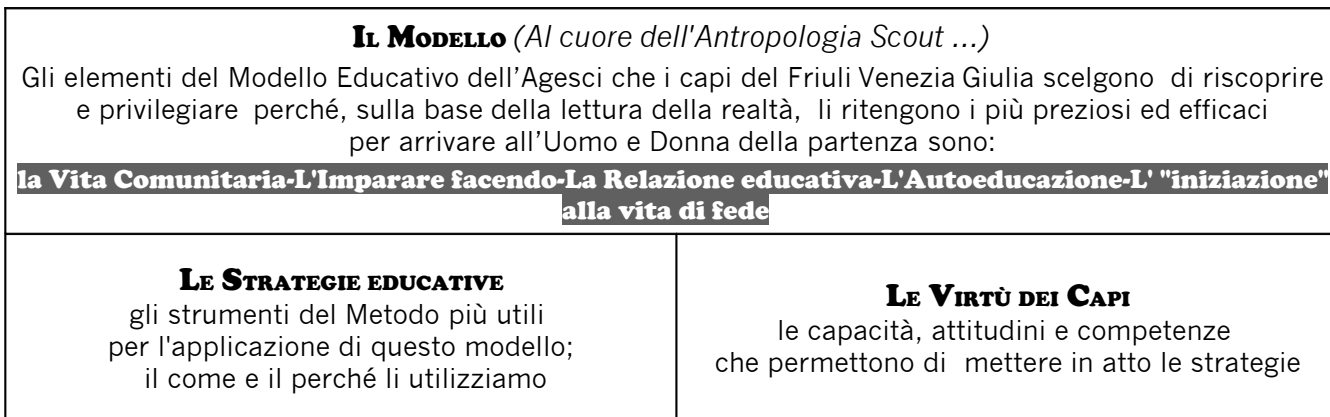 Il Modello (Al cuore dell'Antropologia Scout ...)
Gli elementi del Modello Educativo dell’Agesci che i capi del Friuli Venezia Giulia scelgono  di riscoprire
e privilegiare  perché, sulla base della lettura della realtà,  li ritengono i più preziosi ed efficaci
per arrivare all’Uomo e Donna della partenza sono:
la Vita Comunitaria-L'Imparare facendo-La Relazione educativa-L'Autoeducazione-L' "iniziazione"
alla vita di fede
Le Strategie educative
gli strumenti del Metodo più utili
per l'applicazione di questo modello;
il come e il perché li utilizziamo
Le Virtù dei Capi
le capacità, attitudini e competenze
che permettono di  mettere in atto le strategie